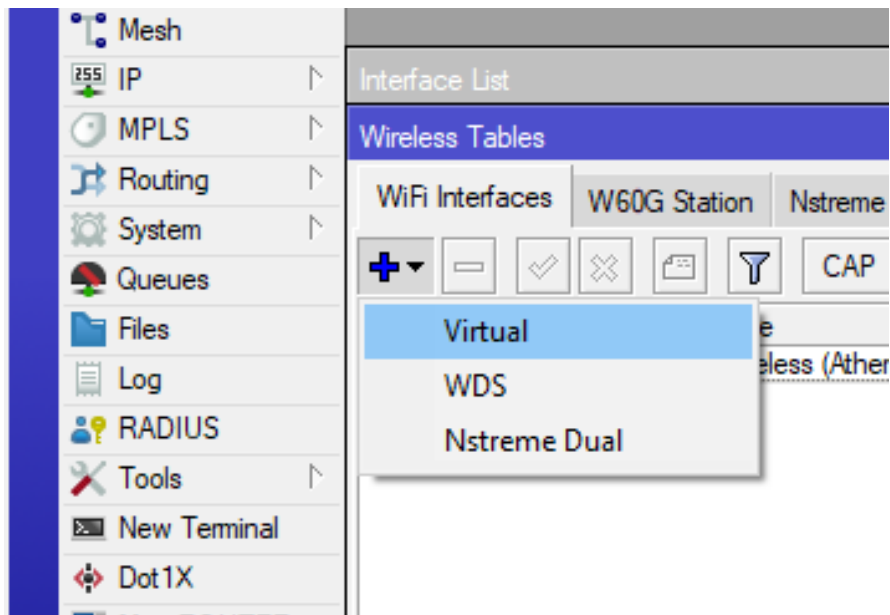 Mesh
255
IP
MPLS
Routing
System
Queues
Files
Log
RADIUS
Tools
New Terminal
Dot1X
Interface List
Wireless Tables
WiFi Interfaces
W60G Station
Nstreme
CAP
Virtual
WDS
Nstreme Dual